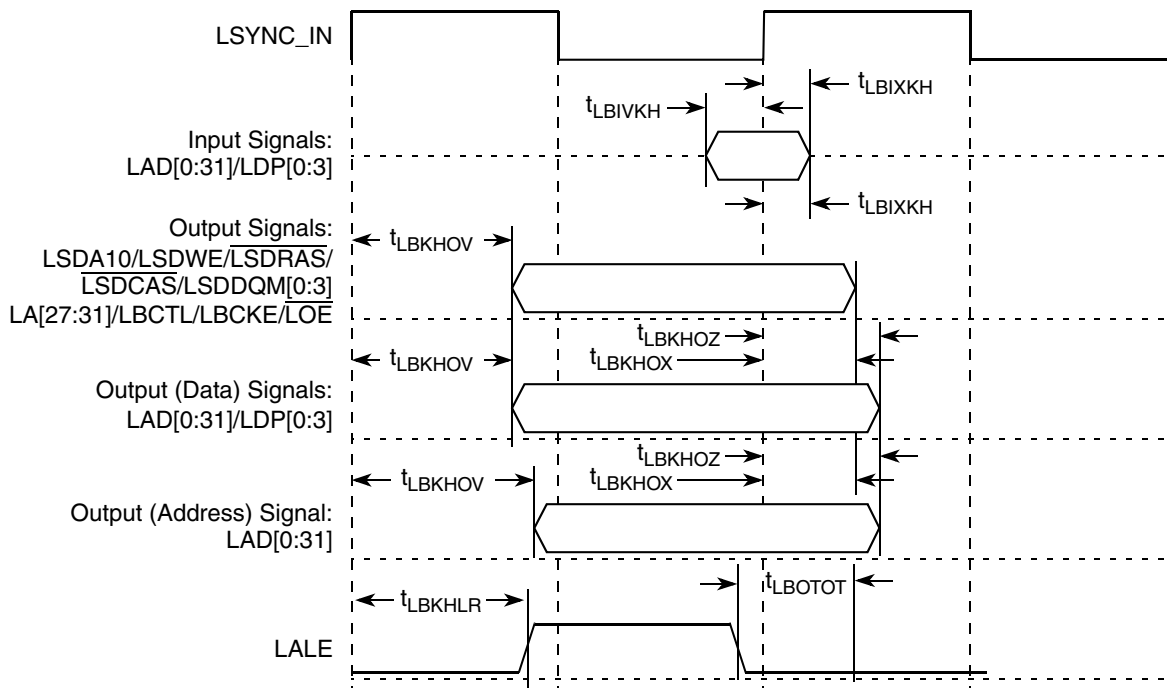 LSYNC_IN
tLBIXKH
tLBIVKH
Input Signals:
LAD[0:31]/LDP[0:3]
tLBIXKH
Output Signals:
tLBKHOV
LSDA10/LSDWE/LSDRAS/
LSDCAS/LSDDQM[0:3]
LA[27:31]/LBCTL/LBCKE/LOE
tLBKHOZ
tLBKHOV
tLBKHOX
Output (Data) Signals:
LAD[0:31]/LDP[0:3]
tLBKHOZ
tLBKHOV
tLBKHOX
Output (Address) Signal:
LAD[0:31]
tLBOTOT
tLBKHLR
LALE